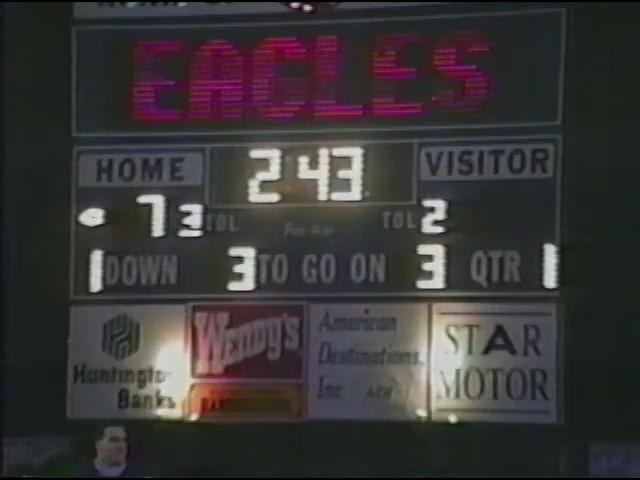 EAGLES
HOME 2 43 VISITOR
7 3 TOL TOL 2
1 DOWN 3 TO GO ON 3 QTR 1
Huntington
Banks
WENDY'S
American
Destinations,
Inc
STAR
MOTOR